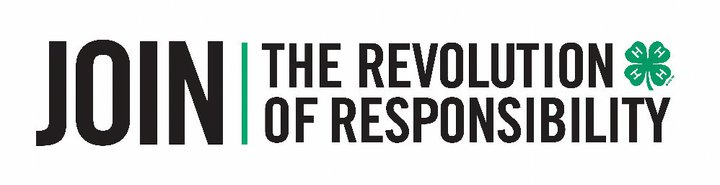 JOIN
THE REVOLUTION
OF RESPONSIBILITY
H H
H H